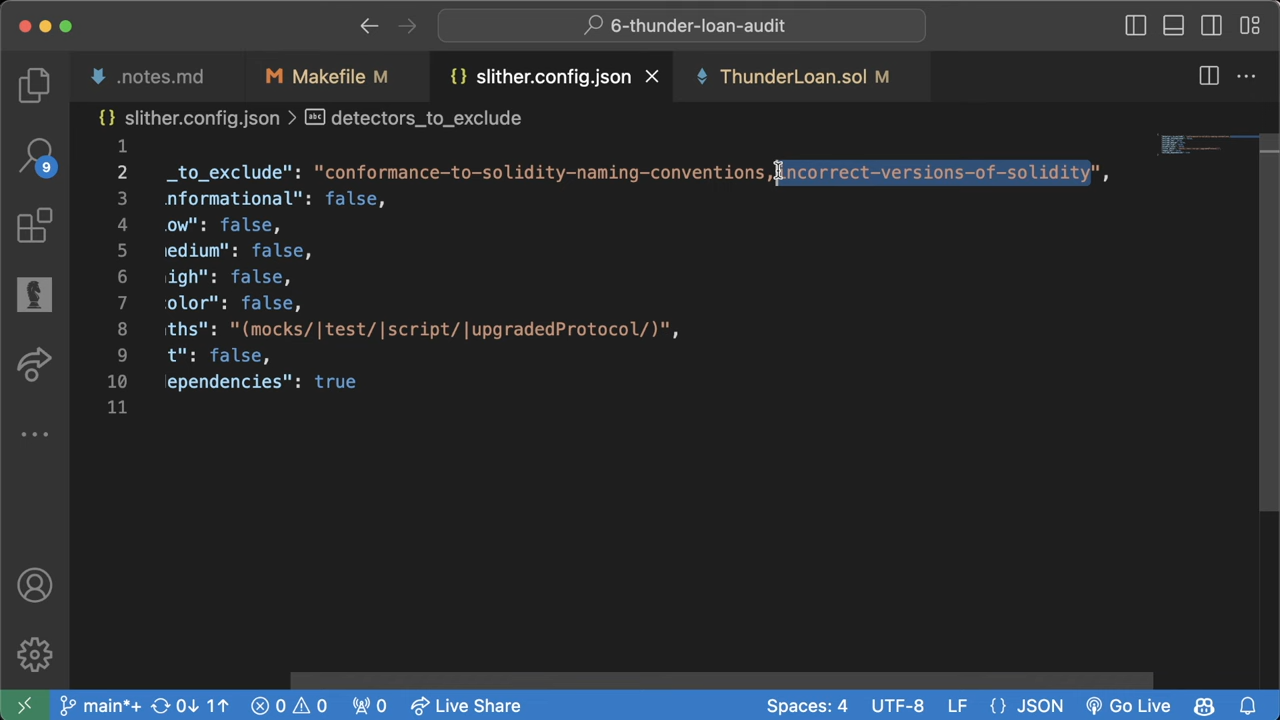 6-thunder-loan-audit
.notes.md
Makefile M
{} slither.config.json
ThunderLoan.sol M
{} slither.config.json > abc detectors_to_exclude
9
1
2 _to_exclude": "conformance-to-solidity-naming-conventions,incorrect-versions-of-solidity",
3 nformational": false,
4 ow": false,
5 medium": false,
6 igh": false,
7 olor": false,
8 ths": "(mocks/|test/|script/|upgradedProtocol/)",
9 t": false,
10 ependencies": true
11
main*+ 0↓ 1↑ 0 0 0 Live Share Spaces: 4 UTF-8 LF {} JSON Go Live